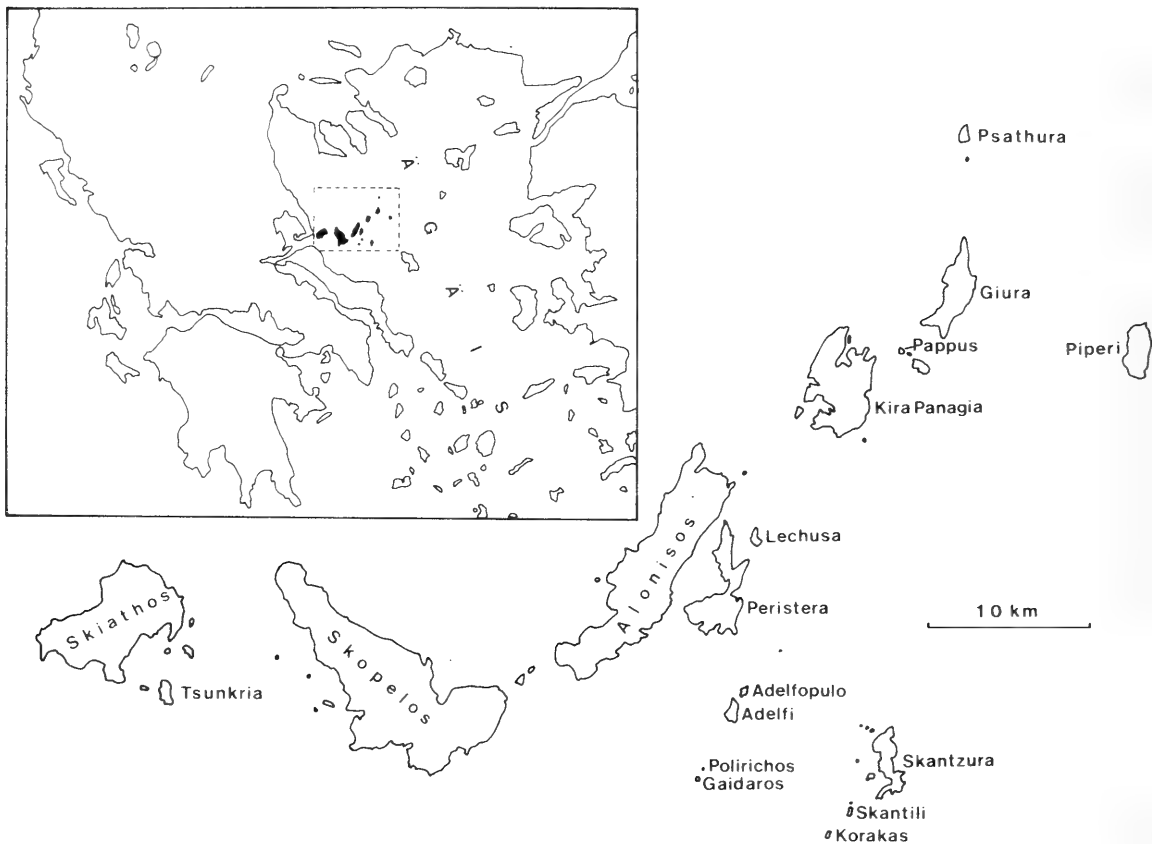 Ä G Ä I S
Psathura
Giura
Pappus
Piperi
Kira Panagia
Lechusa
Alonisos
Peristera
10 km
Skiathos
Skopelos
Tsunkria
Adelfopulo
Adelfi
Skantzura
Polirichos
Gaidaros
Skantili
Korakas